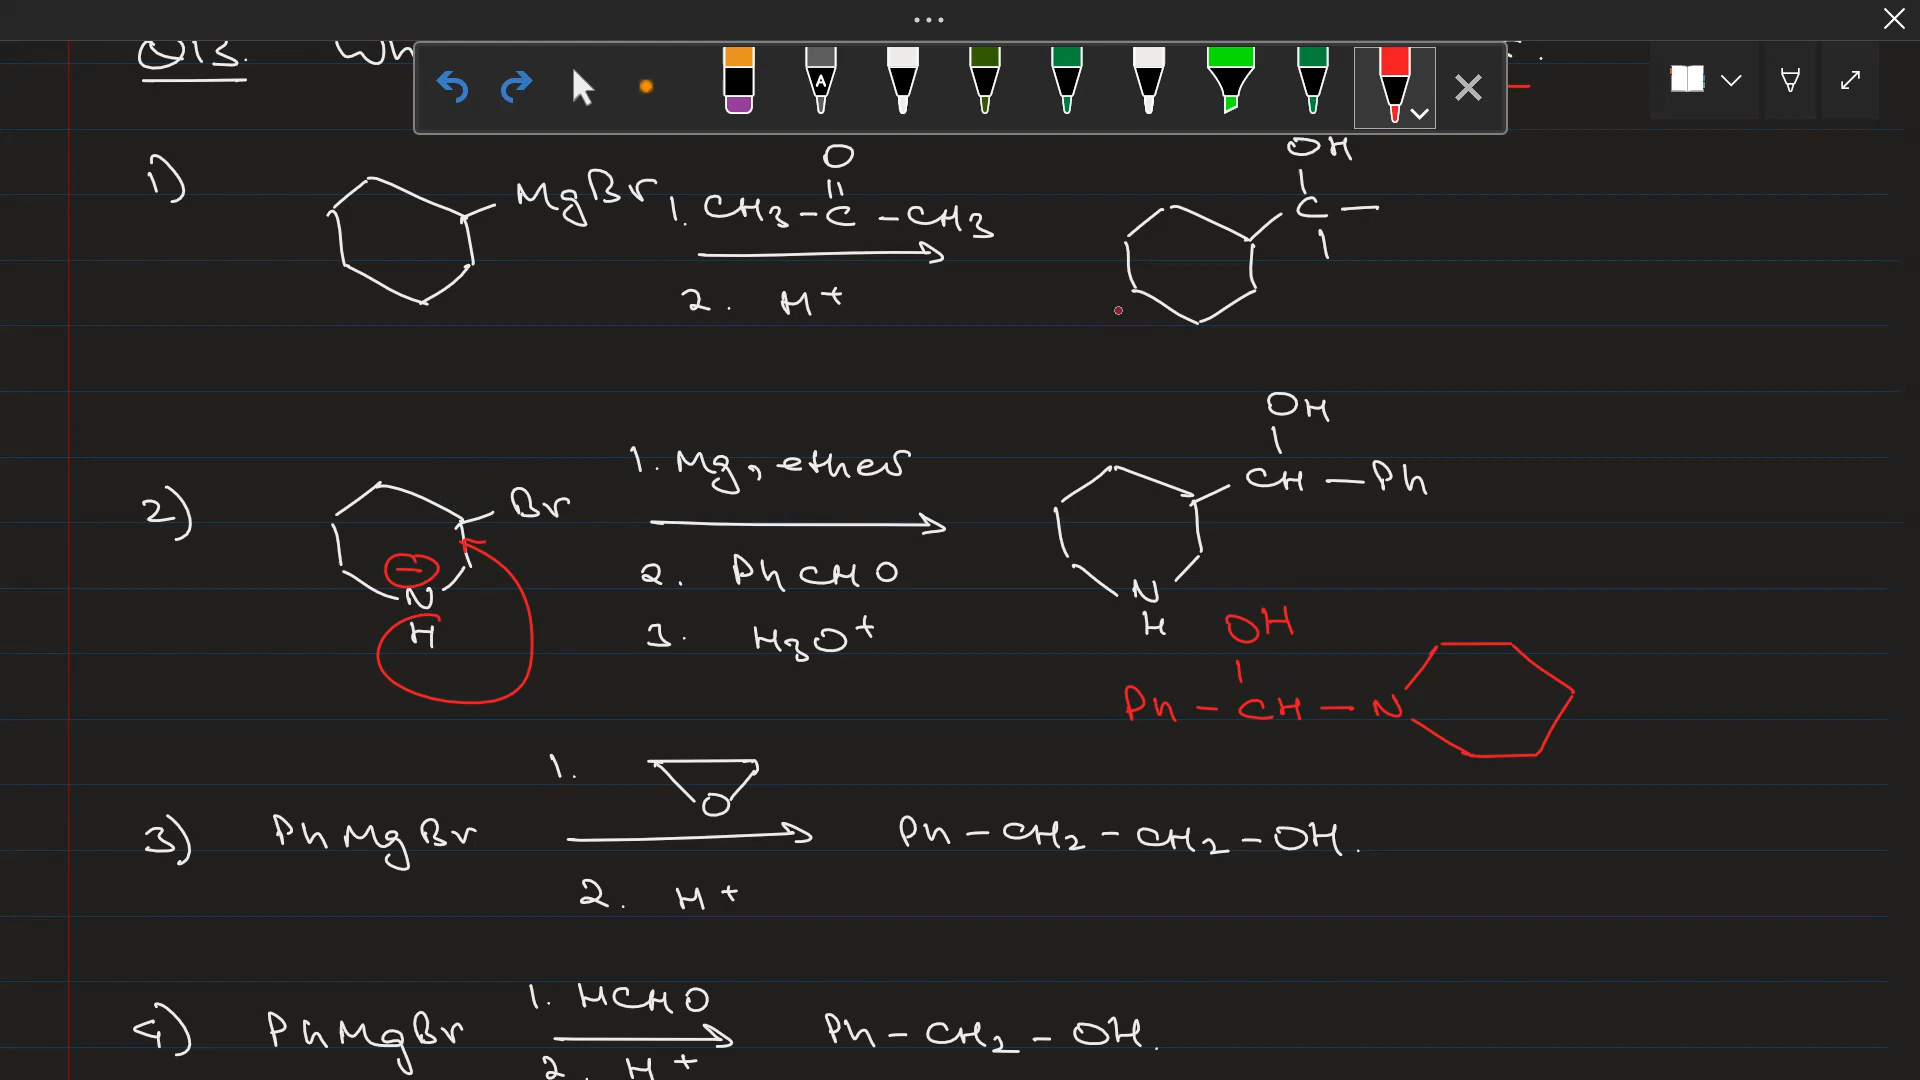 Q13. Wh
OH
O
1) MgBr 1. CH3-C-CH3 C
2. H+
OH
1. Mg, ether CH-Ph
2) Br
N 2. PhCHO N
H 3. H3O+ H
OH
Ph-CH-N
1.
O
3) PhMgBr Ph-CH2-CH2-OH.
2. H+
1. HCHO
4) PhMgBr Ph-CH2-OH.
2. H+